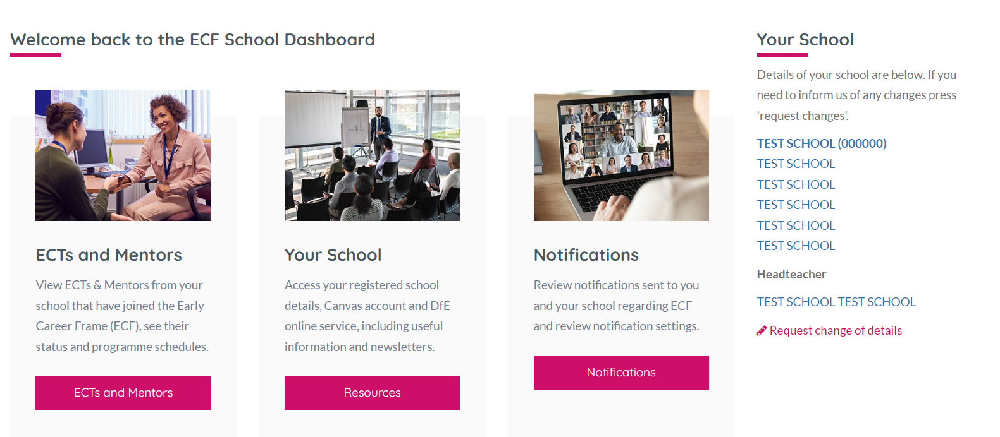 Welcome back to the ECF School Dashboard
ECTs and Mentors
View ECTs & Mentors from your
school that have joined the Early
Career Frame (ECF), see their
status and programme schedules.
ECTs and Mentors
Your School
Access your registered school
details, Canvas account and DfE
online service, including useful
information and newsletters.
Resources
Notifications
Review notifications sent to you
and your school regarding ECF
and review notification settings.
Notifications
Your School
Details of your school are below. If you
need to inform us of any changes press
'request changes'.
TEST SCHOOL (000000)
TEST SCHOOL
TEST SCHOOL
TEST SCHOOL
TEST SCHOOL
TEST SCHOOL
Headteacher
TEST SCHOOL TEST SCHOOL
Request change of details